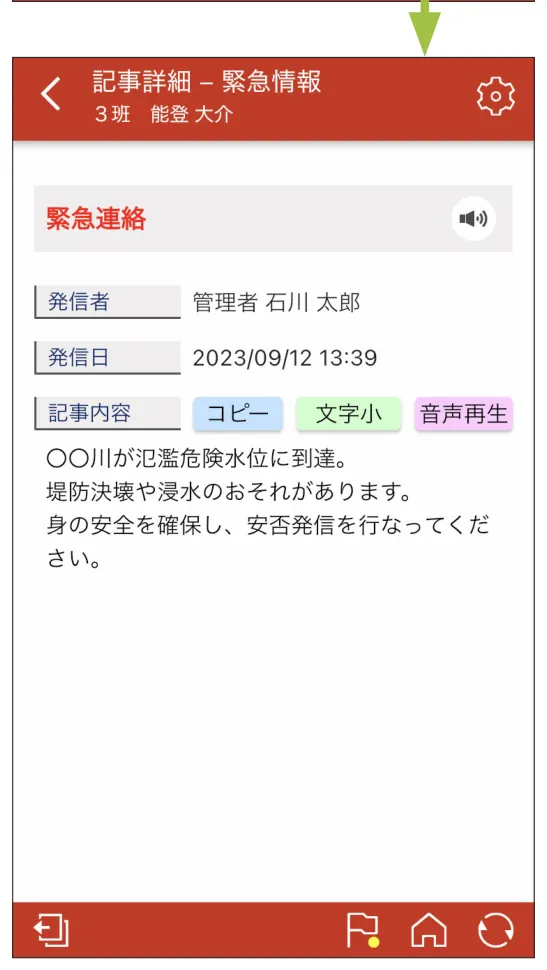 記事詳細 – 緊急情報
３班　能登 大介
緊急連絡
発信者 管理者 石川 太郎
発信日 2023/09/12 13:39
記事内容 コピー 文字小 音声再生
〇〇川が氾濫危険水位に到達。
堤防決壊や浸水のおそれがあります。
身の安全を確保し、安否発信を行なってくだ
さい。